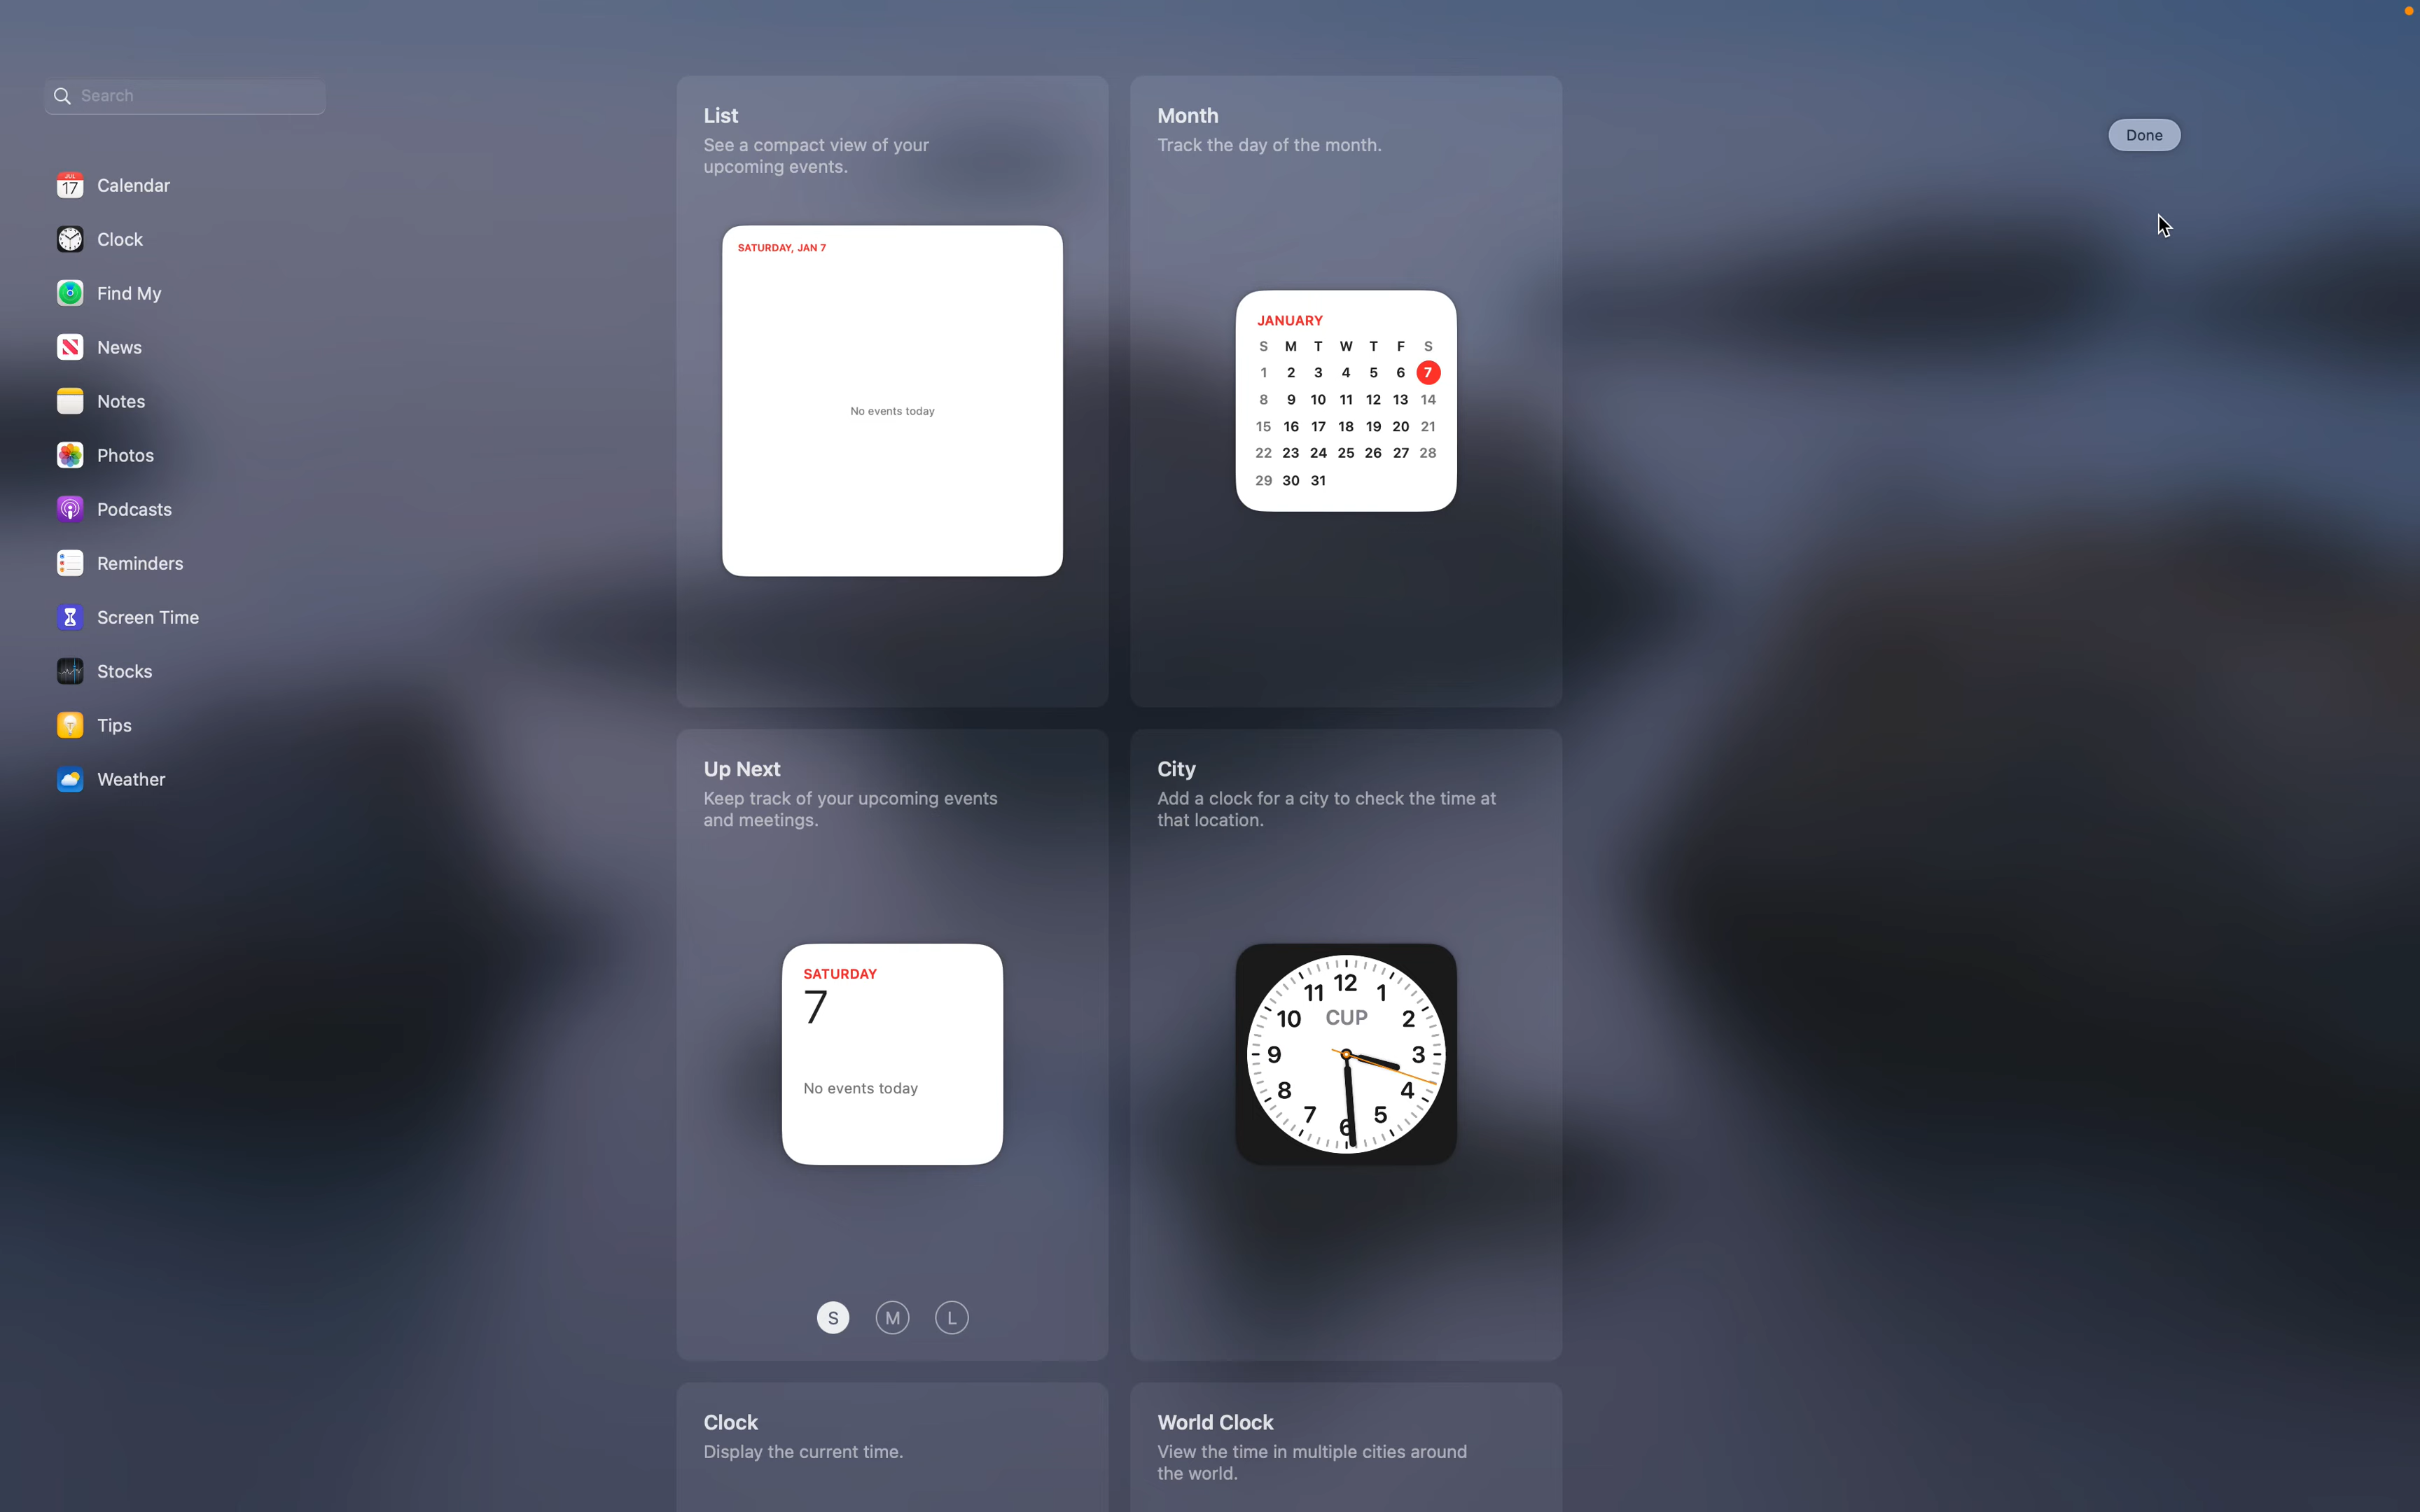 Search
JUL
17
Calendar
Clock
Find My
News
Notes
Photos
Podcasts
Reminders
Screen Time
Stocks
Tips
Weather
List
See a compact view of your
upcoming events.
SATURDAY, JAN 7
No events today
Month
Track the day of the month.
JANUARY
S M T W T F S
1 2 3 4 5 6 7
8 9 10 11 12 13 14
15 16 17 18 19 20 21
22 23 24 25 26 27 28
29 30 31
Done
Up Next
Keep track of your upcoming events
and meetings.
SATURDAY
7
No events today
S M L
City
Add a clock for a city to check the time at
that location.
12
11 1
10 CUP 2
9 3
8 4
7 5
6
Clock
Display the current time.
World Clock
View the time in multiple cities around
the world.